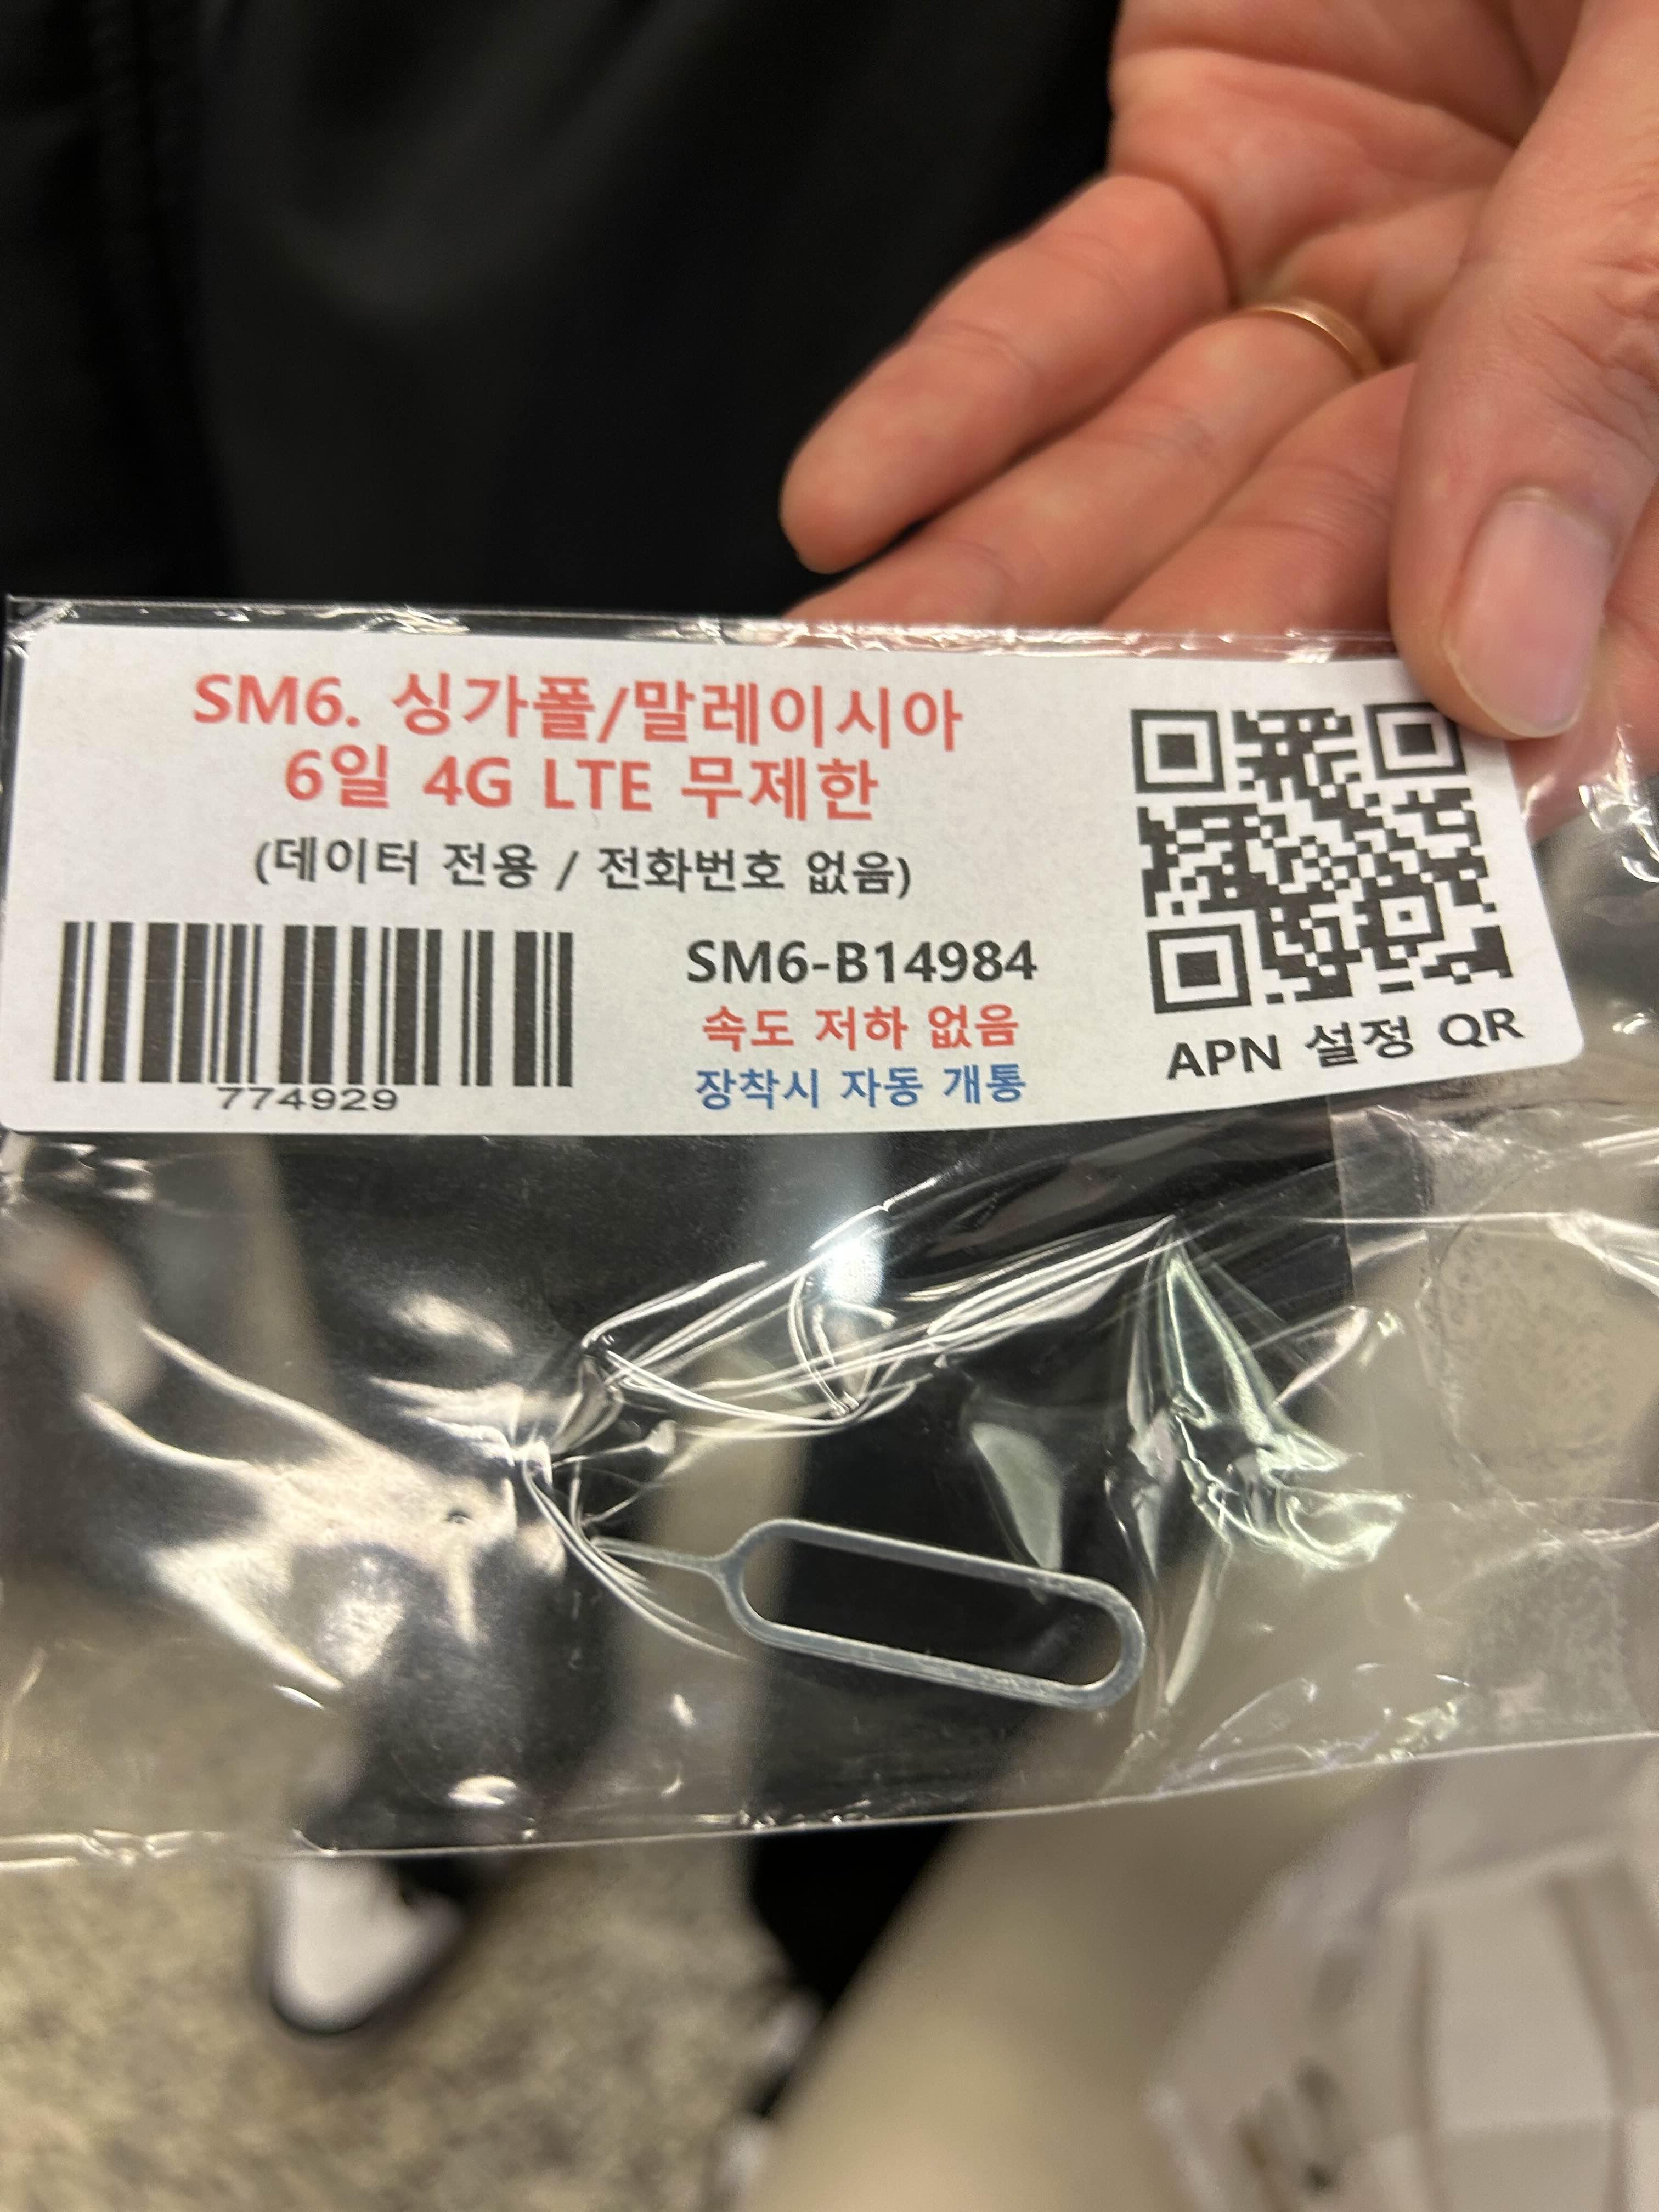 SM6. 싱가폴/말레이시아
6일 4G LTE 무제한
(데이터 전용 / 전화번호 없음)
774929
SM6-B14984
속도 저하 없음
장착시 자동 개통
APN 설정 QR